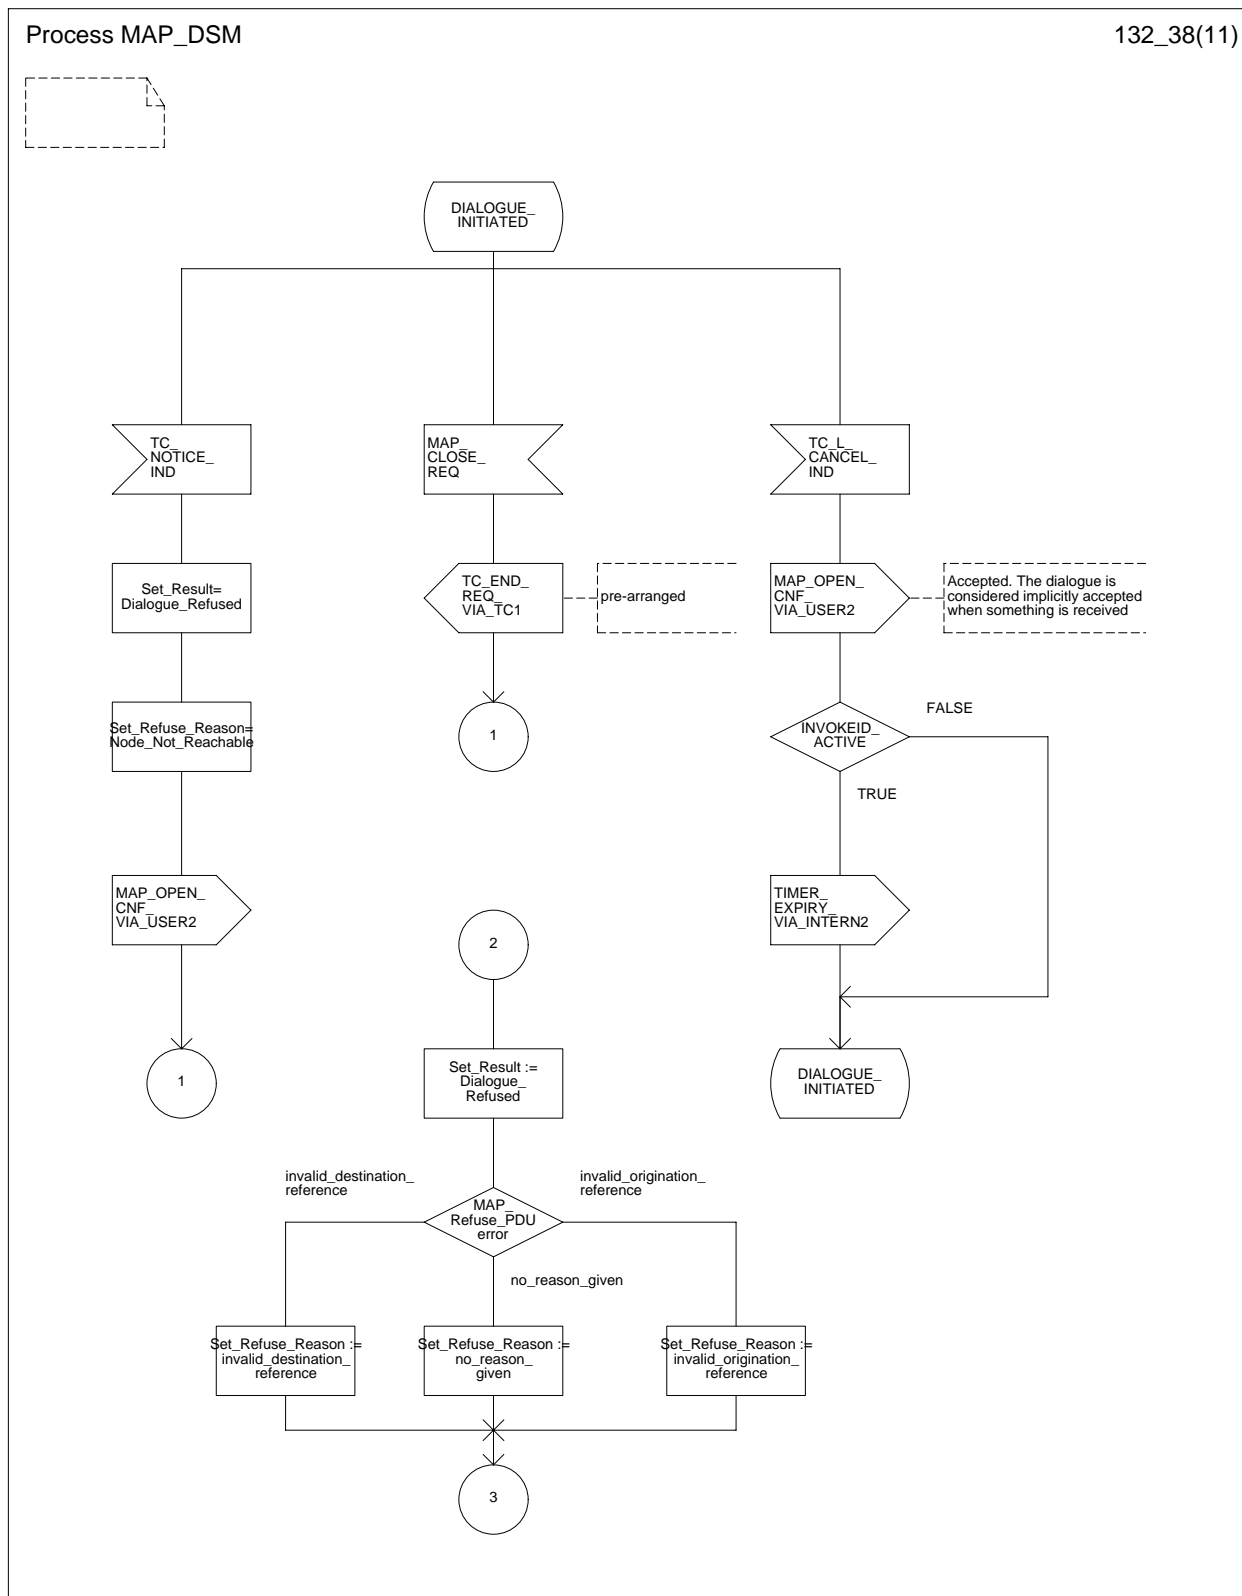 Process MAP_DSM
132_38(11)
DIALOGUE_
INITIATED
TC_
NOTICE_
IND
MAP_
CLOSE_
REQ
TC_L_
CANCEL_
IND
Set_Result=
Dialogue_Refused
TC_END_
REQ_
VIA_TC1
pre-arranged
MAP_OPEN_
CNF_
VIA_USER2
Accepted. The dialogue is
considered implicitly accepted
when something is received
Set_Refuse_Reason=
Node_Not_Reachable
1
INVOKEID_
ACTIVE
FALSE
TRUE
MAP_OPEN_
CNF_
VIA_USER2
2
TIMER_
EXPIRY_
VIA_INTERN2
1
Set_Result :=
Dialogue_
Refused
DIALOGUE_
INITIATED
invalid_destination_
reference
MAP_
Refuse_PDU
error
invalid_origination_
reference
no_reason_given
Set_Refuse_Reason :=
invalid_destination_
reference
Set_Refuse_Reason :=
no_reason_
given
Set_Refuse_Reason :=
invalid_origination_
reference
3